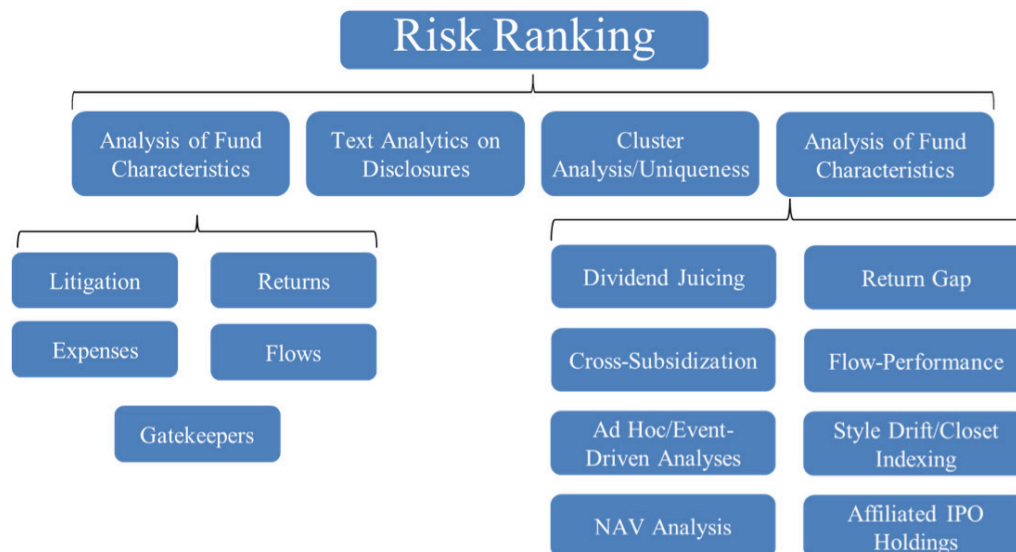 Risk Ranking
Analysis of Fund
Characteristics
Text Analytics on
Disclosures
Cluster
Analysis/Uniqueness
Analysis of Fund
Characteristics
Litigation
Returns
Expenses
Flows
Gatekeepers
Dividend Juicing
Return Gap
Cross-Subsidization
Flow-Performance
Ad Hoc/Event-
Driven Analyses
Style Drift/Closet
Indexing
NAV Analysis
Affiliated IPO
Holdings